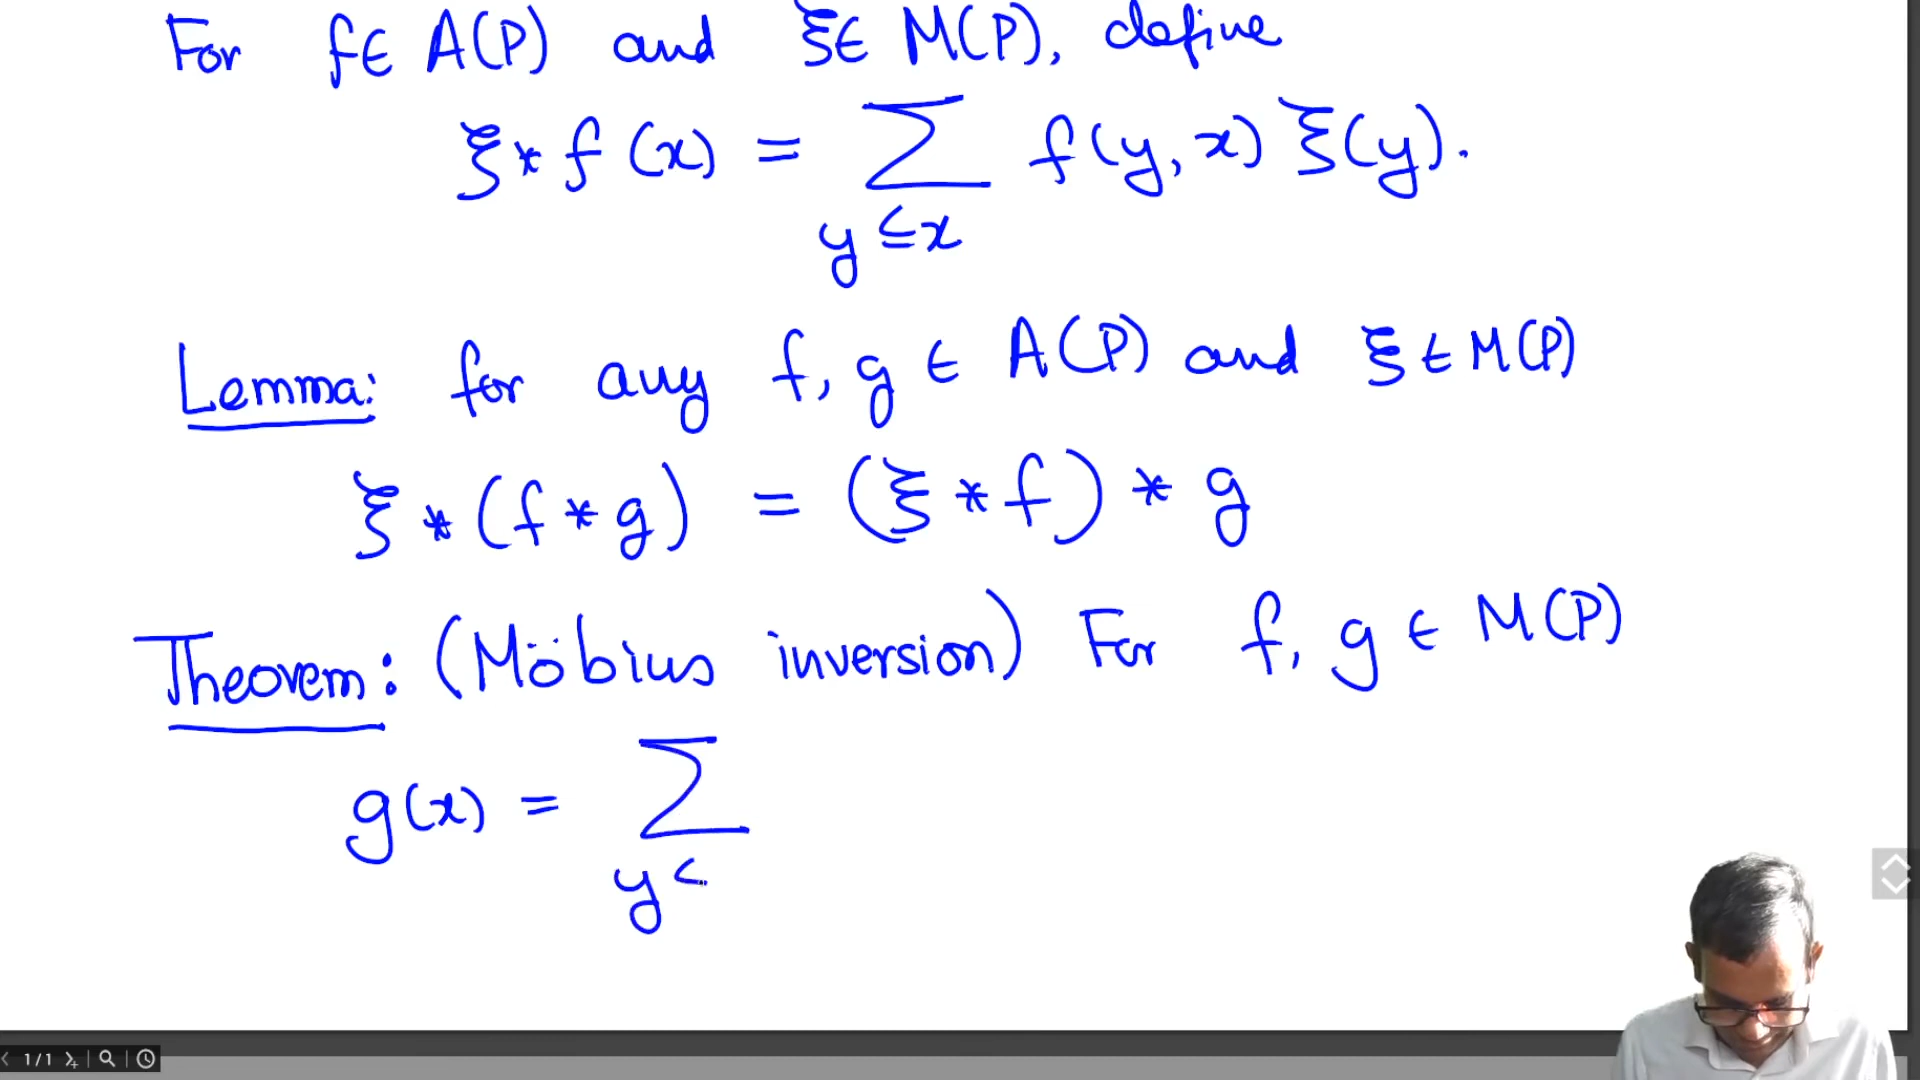 For f ∈ A(P) and ξ ∈ M(P), define
ξ * f (x) = ∑ f(y, x) ξ(y).
y ≤ x
Lemma: for any f, g ∈ A(P) and ξ ∈ M(P)
ξ * (f * g) = (ξ * f) * g
Theorem: (Möbius inversion) For f, g ∈ M(P)
g(x) = ∑
y <
1/1